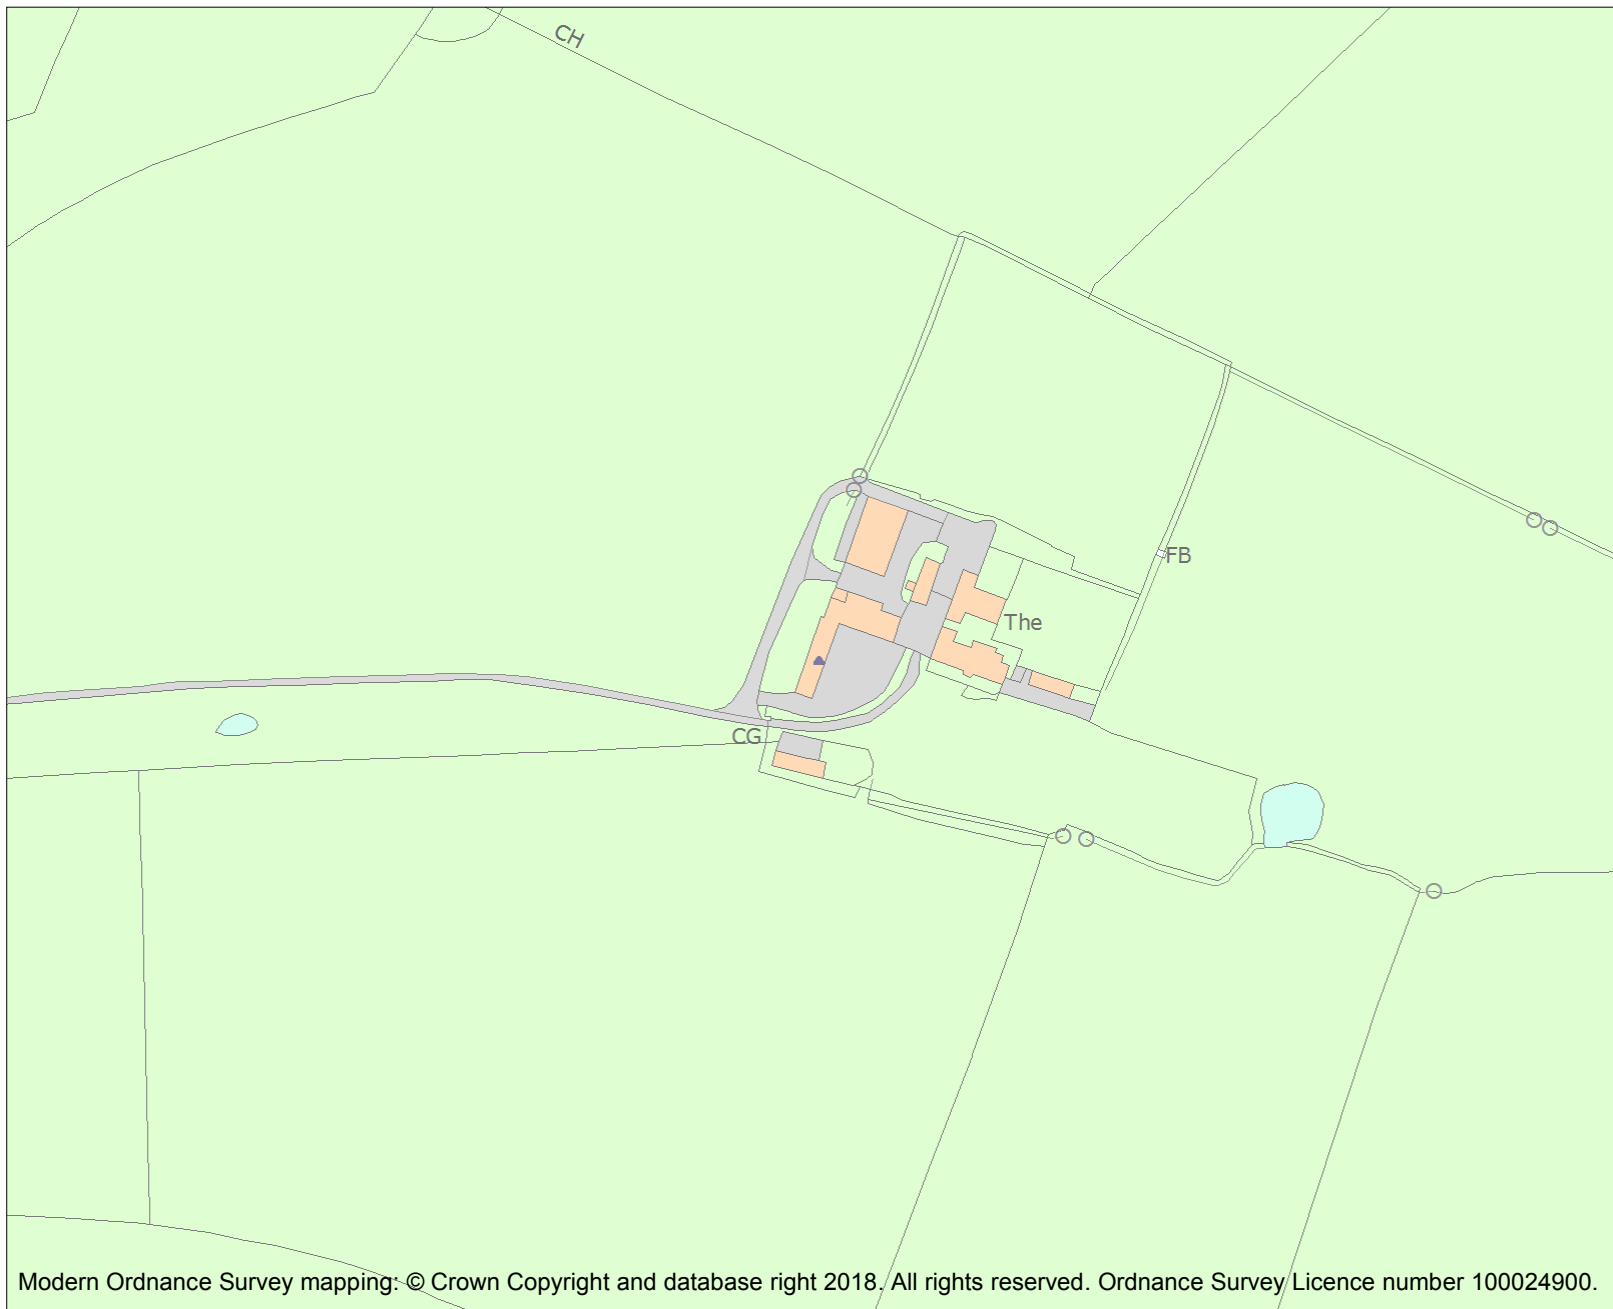 CH
FB
The
CG
Modern Ordnance Survey mapping: © Crown Copyright and database right 2018. All rights reserved. Ordnance Survey Licence number 100024900.